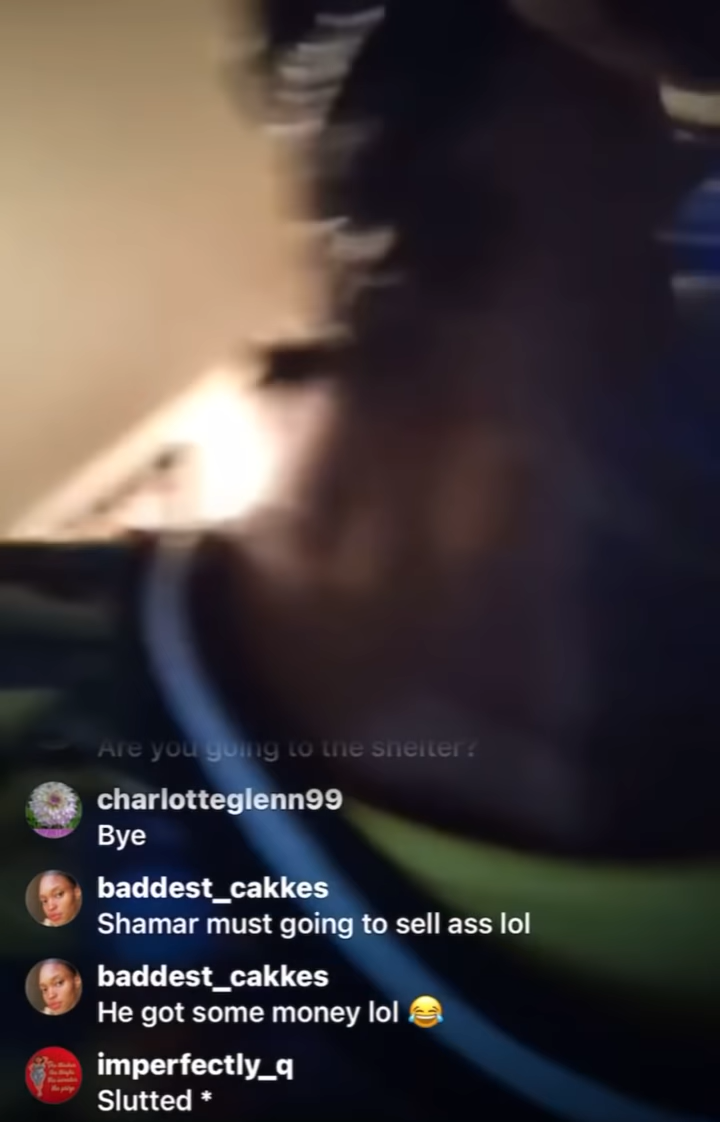 Are you going to the shelter?
charlotteglenn99
Bye
baddest_cakkes
Shamar must going to sell ass lol
baddest_cakkes
He got some money lol 😂
imperfectly_q
Slutted *